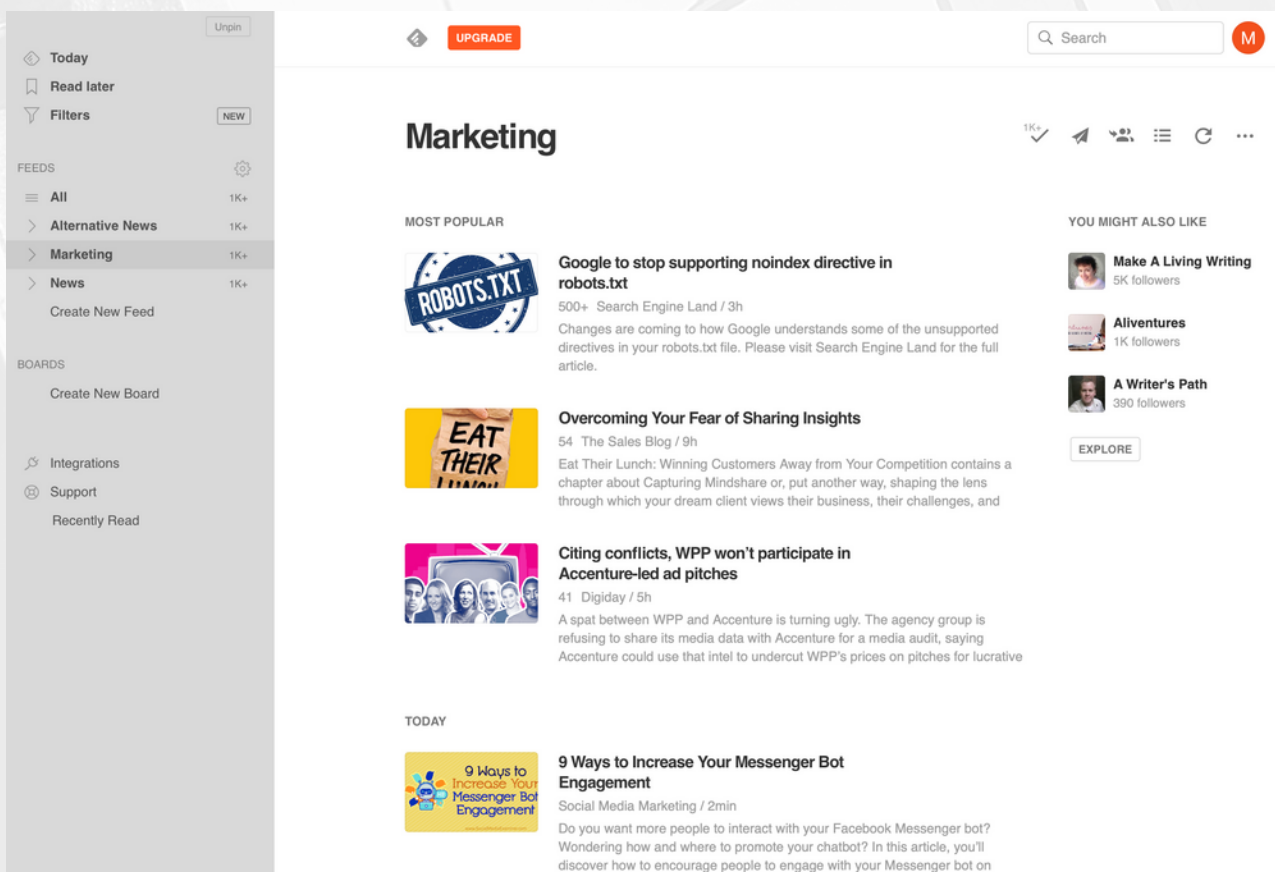 Unpin
Today
Read later
Filters NEW
FEEDS
All 1K+
Alternative News 1K+
Marketing 1K+
News 1K+
Create New Feed
BOARDS
Create New Board
Integrations
Support
Recently Read
UPGRADE
Search
M
Marketing
1K+
MOST POPULAR
ROBOTS.TXT
Google to stop supporting noindex directive in
robots.txt
500+ Search Engine Land / 3h
Changes are coming to how Google understands some of the unsupported
directives in your robots.txt file. Please visit Search Engine Land for the full
article.
EAT
THEIR
LUNCH
Overcoming Your Fear of Sharing Insights
54 The Sales Blog / 9h
Eat Their Lunch: Winning Customers Away from Your Competition contains a
chapter about Capturing Mindshare or, put another way, shaping the lens
through which your dream client views their business, their challenges, and
Citing conflicts, WPP won’t participate in
Accenture-led ad pitches
41 Digiday / 5h
A spat between WPP and Accenture is turning ugly. The agency group is
refusing to share its media data with Accenture for a media audit, saying
Accenture could use that intel to undercut WPP’s prices on pitches for lucrative
TODAY
9 Ways to
Increase Your
Messenger Bot
Engagement
9 Ways to Increase Your Messenger Bot
Engagement
Social Media Marketing / 2min
Do you want more people to interact with your Facebook Messenger bot?
Wondering how and where to promote your chatbot? In this article, you’ll
discover how to encourage people to engage with your Messenger bot on
YOU MIGHT ALSO LIKE
Make A Living Writing
5K followers
Aliventures
1K followers
A Writer's Path
390 followers
EXPLORE